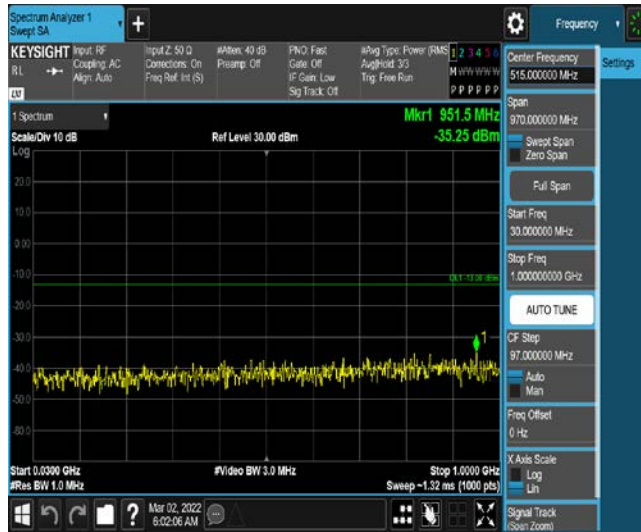 Spectrum Analyzer 1
Swept SA
+
Frequency
KEYSIGHT
RL
Input: RF
Coupling: AC
Align: Auto
Input Z: 50 Ω
Corrections: On
Freq Ref: Int (S)
#Atten: 40 dB
Preamp: Off
PNO: Fast
Gate: Off
IF Gain: Low
Sig Track: Off
#Avg Type: Power (RMS
Avg|Hold: 3/3
Trig: Free Run
1 2 3 4 5 6
M W W W W W
P P P P P P
LXI
1 Spectrum
Scale/Div 10 dB
Log
Ref Level 30.00 dBm
Mkr1 951.5 MHz
-35.25 dBm
20.0
10.0
0.00
-10.0
-20.0
-30.0
-40.0
-50.0
-60.0
1
Start 0.0300 GHz
#Res BW 1.0 MHz
#Video BW 3.0 MHz
Stop 1.0000 GHz
Sweep ~1.32 ms (1000 pts)
Mar 02, 2022
6:02:06 AM
?
Settings
Center Frequency
515.000000 MHz
Span
970.000000 MHz
Swept Span
Zero Span
Full Span
Start Freq
30.000000 MHz
Stop Freq
1.000000000 GHz
AUTO TUNE
CF Step
97.000000 MHz
Auto
Man
Freq Offset
0 Hz
X Axis Scale
Log
Lin
Signal Track
(Span Zoom)